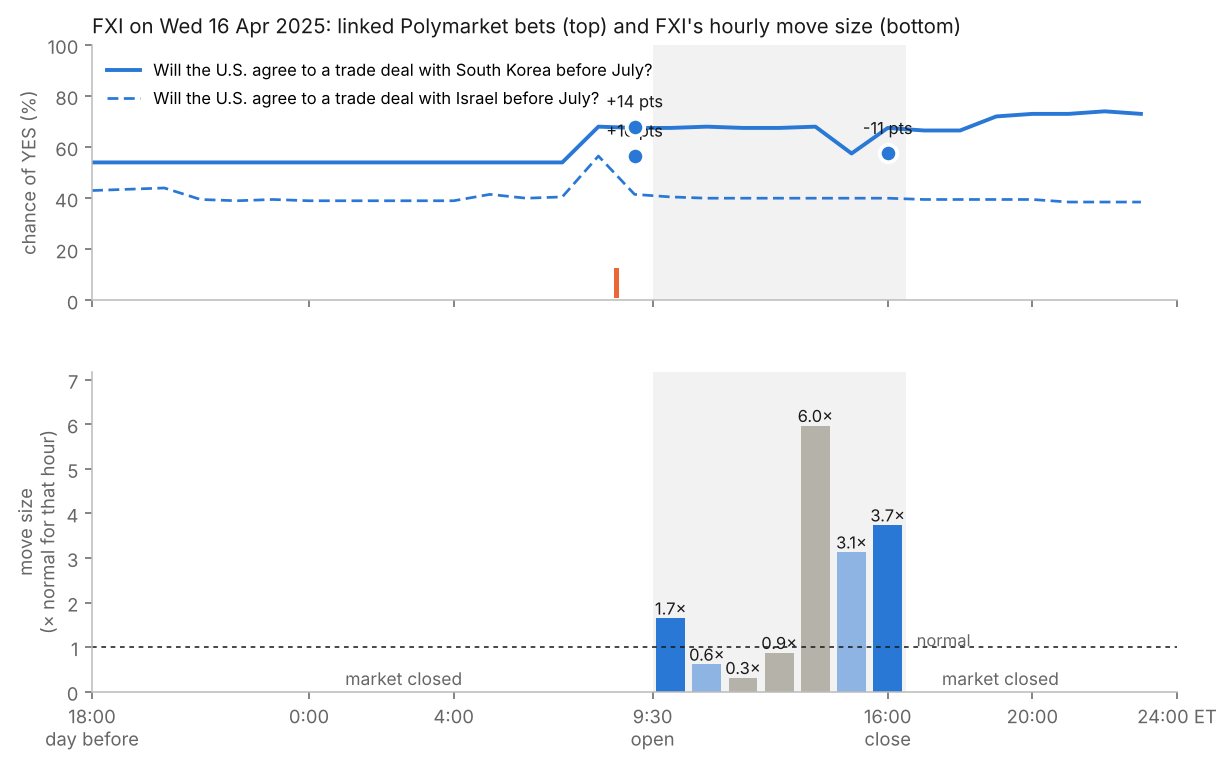 FXI on Wed 16 Apr 2025: linked Polymarket bets (top) and FXI's hourly move size (bottom)
100
80
60
40
20
0
chance of YES (%)
Will the U.S. agree to a trade deal with South Korea before July?
Will the U.S. agree to a trade deal with Israel before July?
+14 pts
pts
-11 pts
7
6
5
4
3
2
1
0
move size
(× normal for that hour)
1.7×
0.6×
0.3×
0.9×
6.0×
3.1×
3.7×
normal
market closed
market closed
18:00
day before
0:00
4:00
9:30
open
16:00
close
20:00
24:00 ET